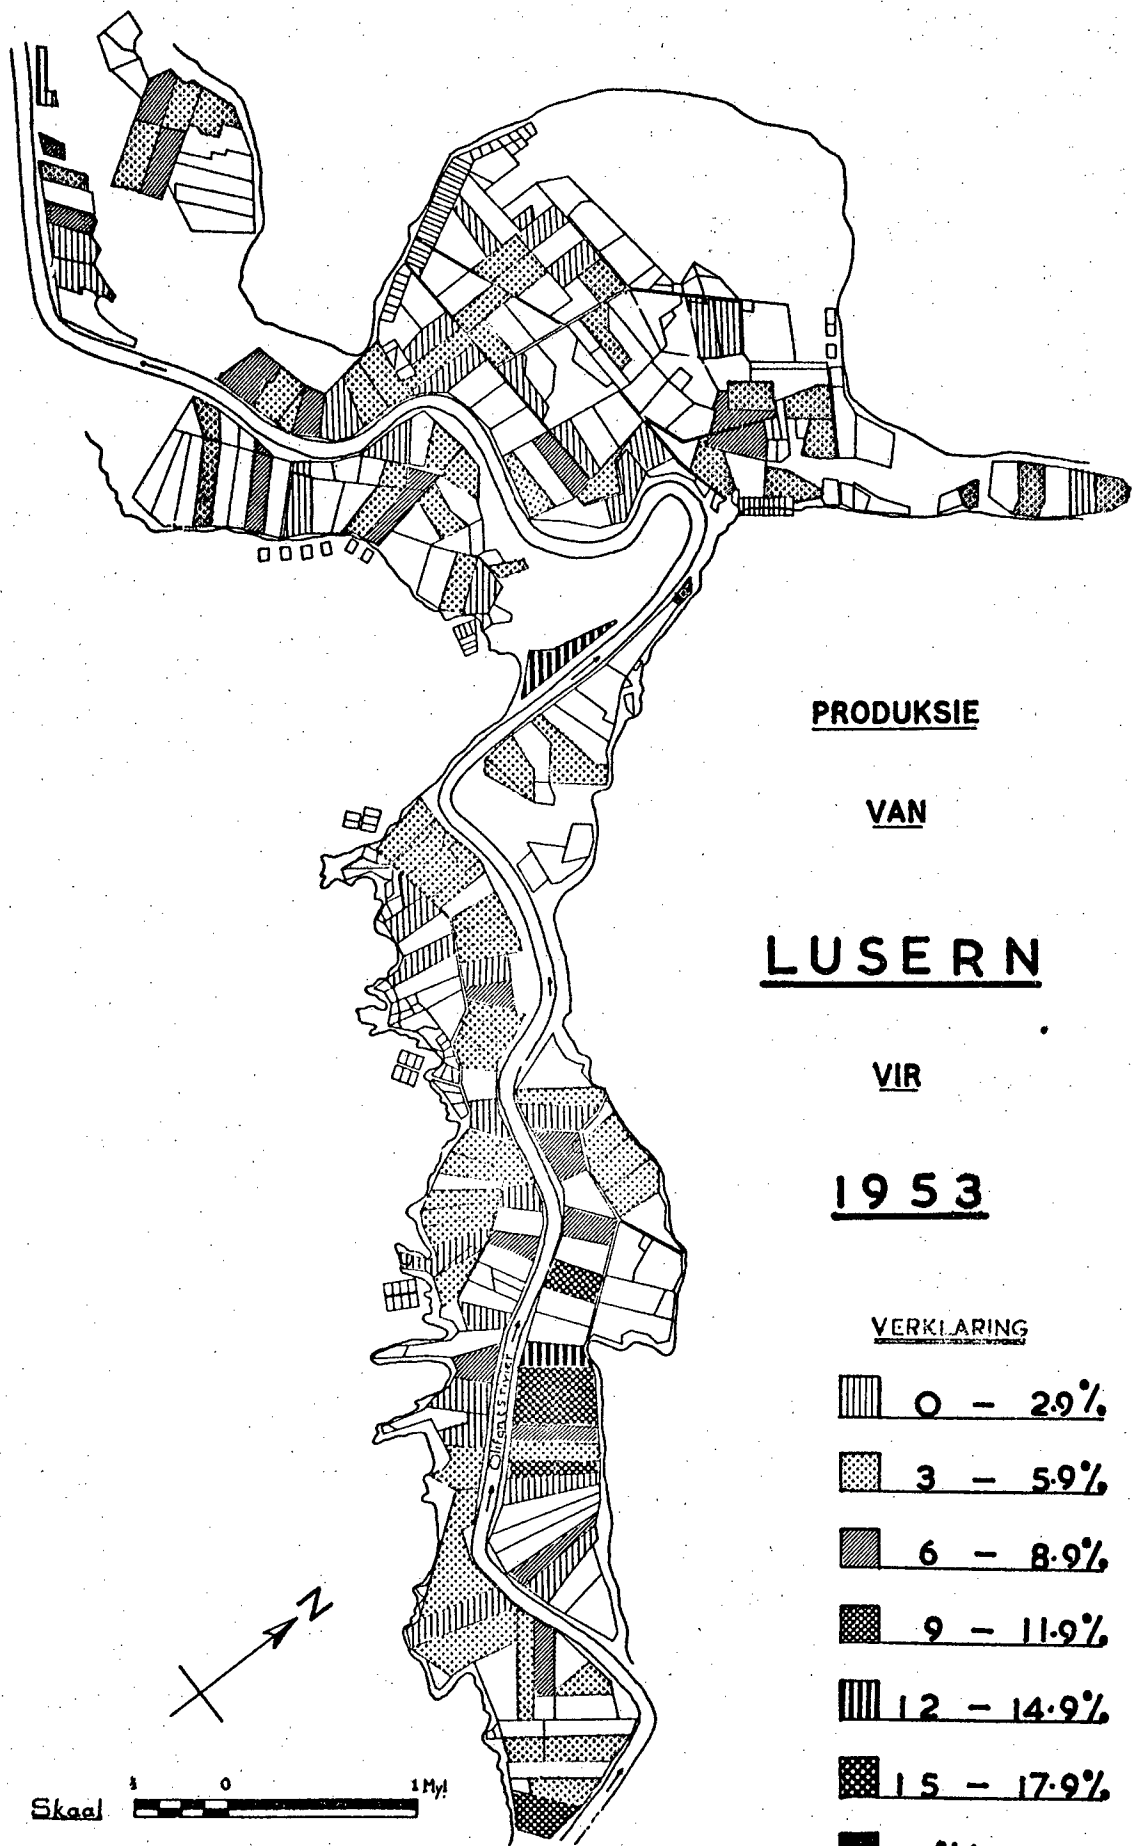 PRODUKSIE
VAN
LUSERN
VIR
1953
VERKLARING
0 – 2.9%
3 – 5.9%
6 – 8.9%
9 – 11.9%
12 – 14.9%
15 – 17.9%
Olifantsrivier
N
Skaal
0
1 Myl